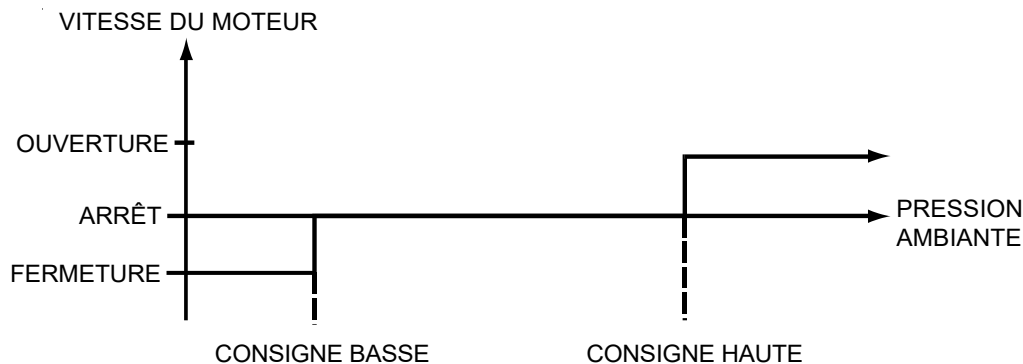 VITESSE DU MOTEUR
OUVERTURE
ARRÊT
PRESSION
AMBIANTE
FERMETURE
CONSIGNE BASSE
CONSIGNE HAUTE